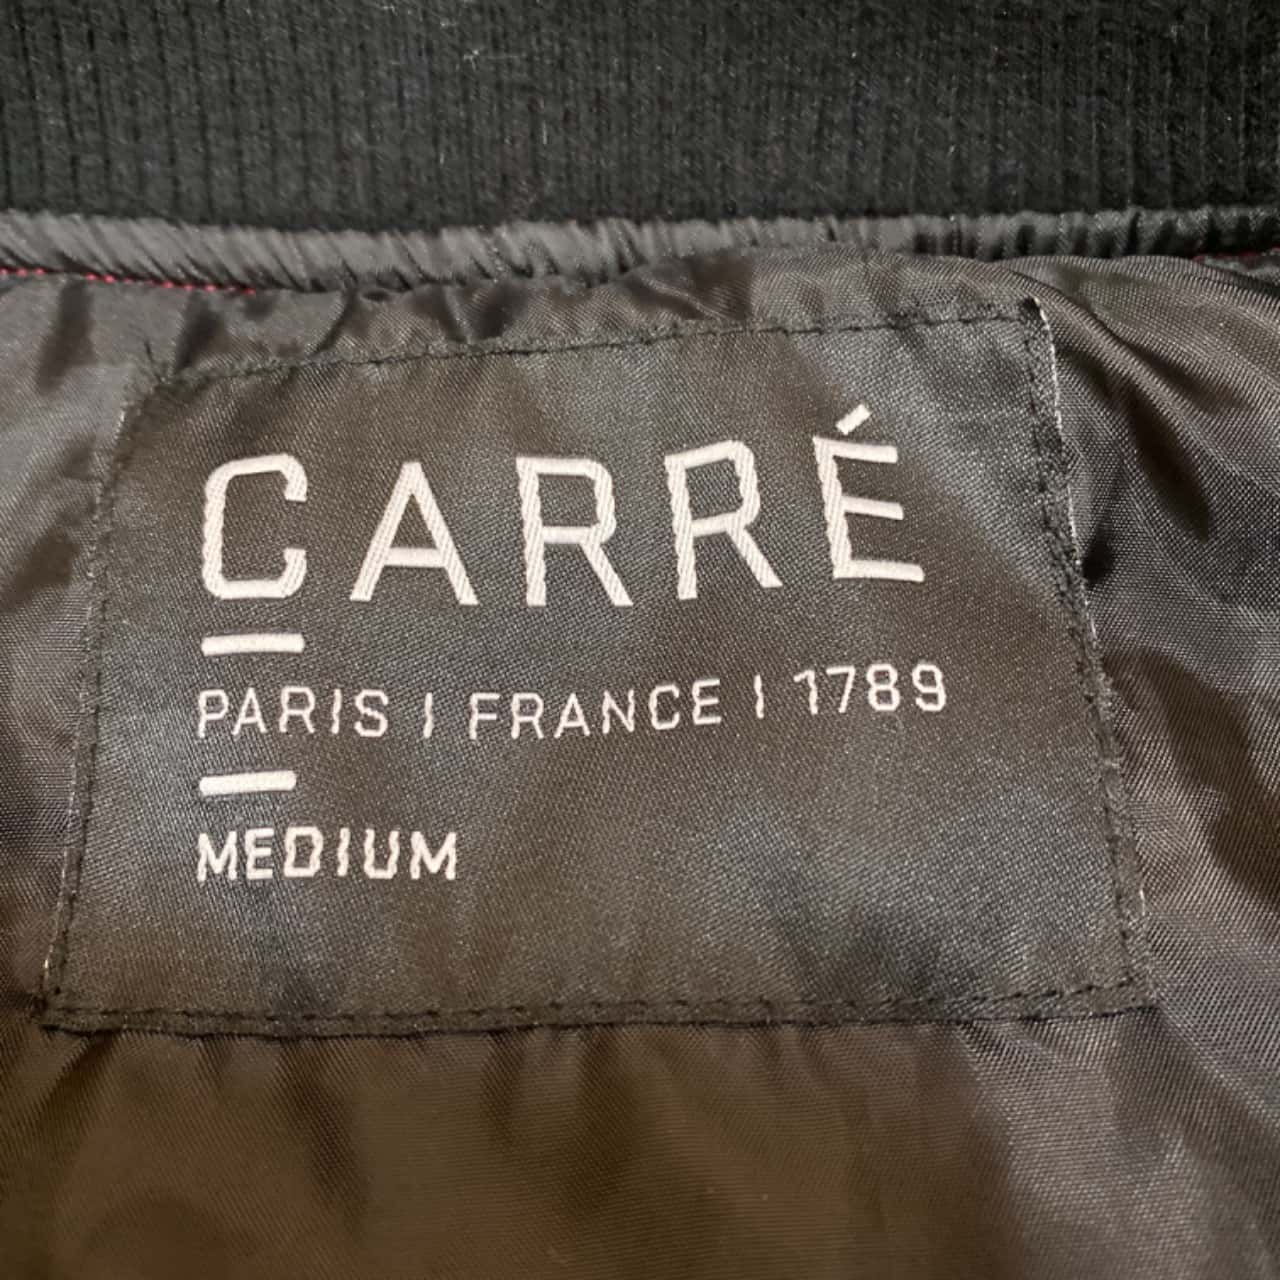 CARRÉ
PARIS | FRANCE | 1789
MEDIUM